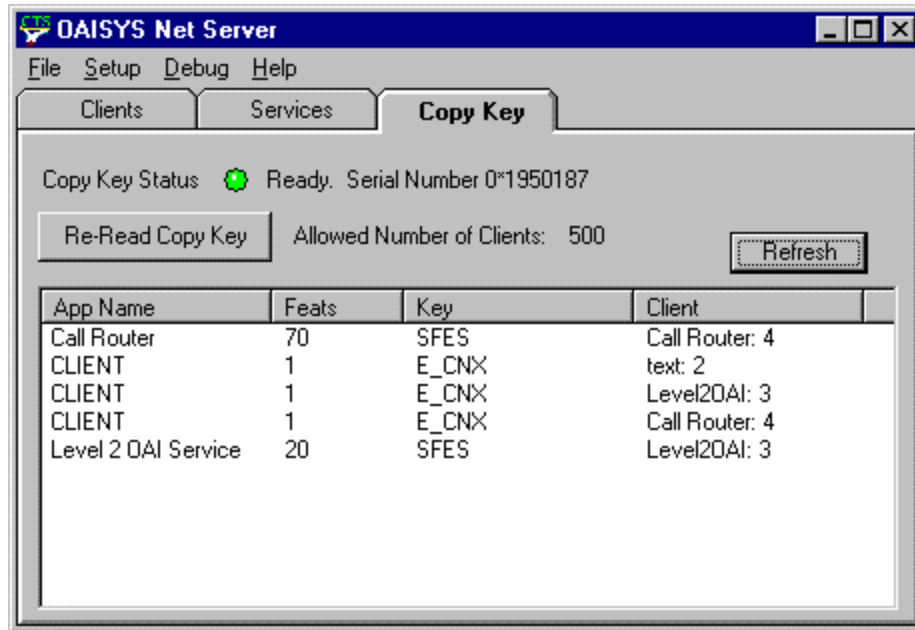 CTS OAISYS Net Server
File Setup Debug Help
Clients Services Copy Key
Copy Key Status Ready. Serial Number 0*1950187
Re-Read Copy Key Allowed Number of Clients: 500 Refresh
App Name Feats Key Client
Call Router 70 SFES Call Router: 4
CLIENT 1 E_CNX text: 2
CLIENT 1 E_CNX Level2OAI: 3
CLIENT 1 E_CNX Call Router: 4
Level 2 OAI Service 20 SFES Level2OAI: 3